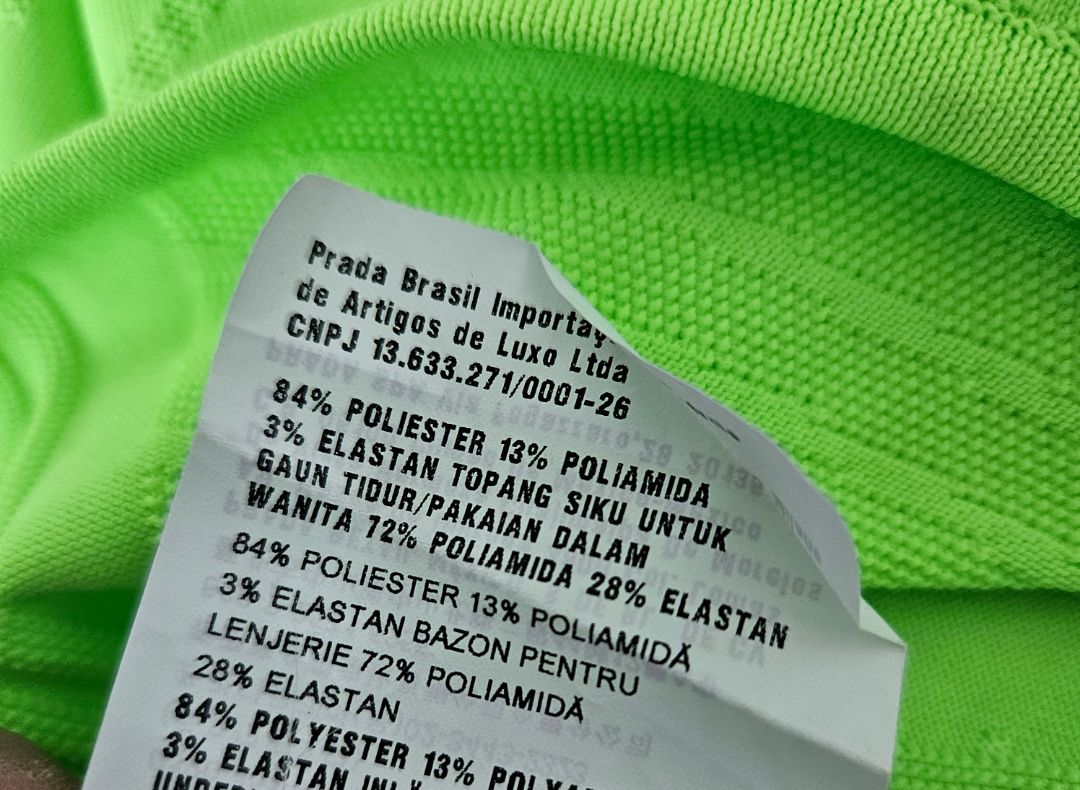 Prada Brasil Importaç
de Artigos de Luxo Ltda
CNPJ 13.633.271/0001-26
84% POLIESTER 13% POLIAMIDA
3% ELASTAN TOPANG SIKU UNTUK
GAUN TIDUR/PAKAIAN DALAM
WANITA 72% POLIAMIDA 28% ELASTAN
84% POLIESTER 13% POLIAMIDĂ
3% ELASTAN BAZON PENTRU
LENJERIE 72% POLIAMIDĂ
28% ELASTAN
84% POLYESTER 13%
3% ELASTAN